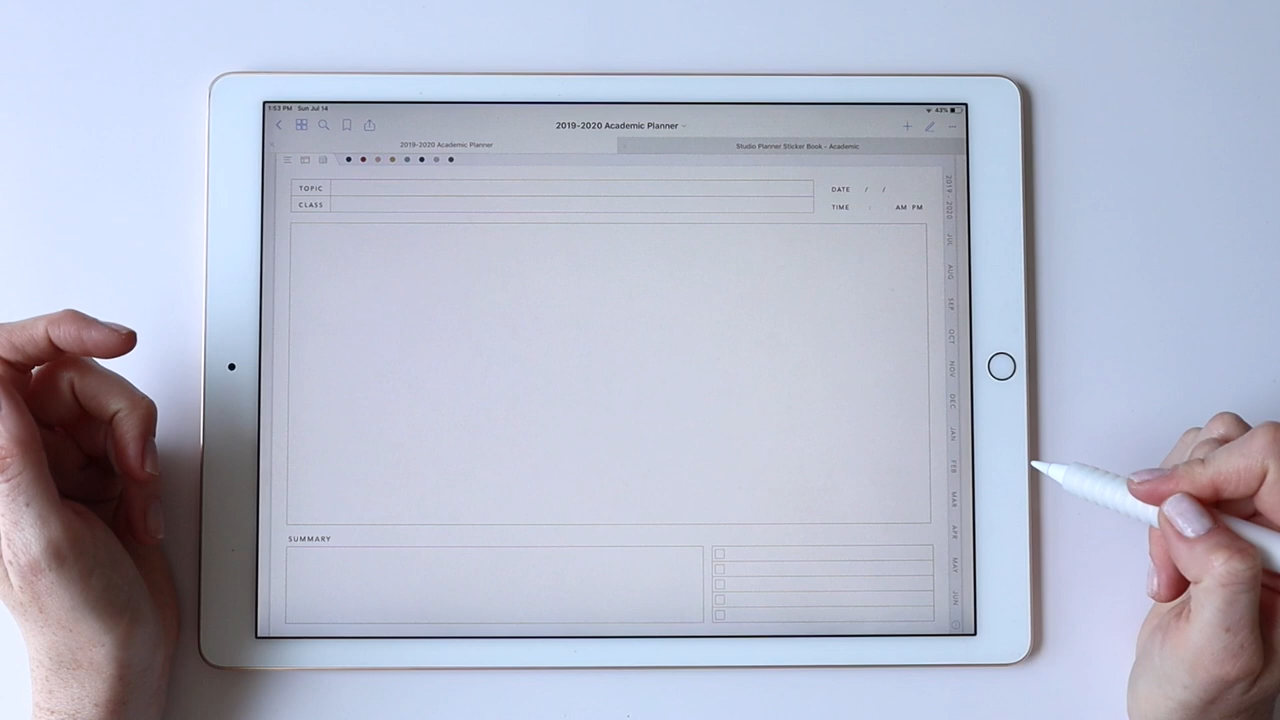 1:53 PM Sun Jul 14
43%
2019-2020 Academic Planner
2019-2020 Academic Planner
Studio Planner Sticker Book - Academic
TOPIC
CLASS
DATE / /
TIME : AM PM
2019 - 2020
JUL
AUG
SEP
OCT
NOV
DEC
JAN
FEB
MAR
APR
MAY
JUN
SUMMARY